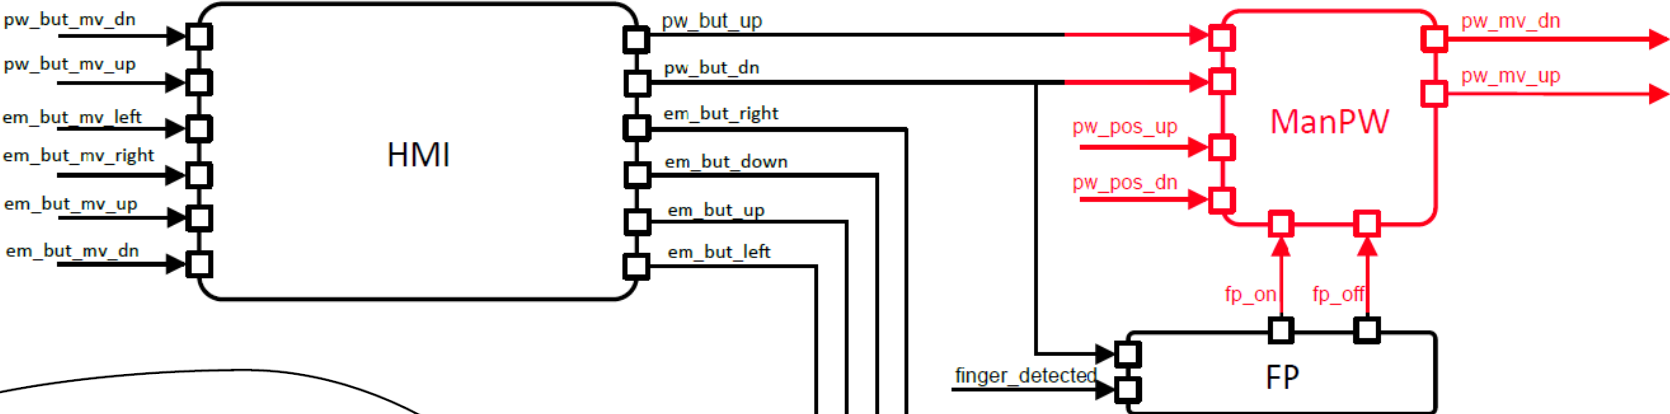 pw_but_mv_dn
pw_but_mv_up
em_but_mv_left
em_but_mv_right
em_but_mv_up
em_but_mv_dn
HMI
pw_but_up
pw_but_dn
em_but_right
em_but_down
em_but_up
em_but_left
pw_pos_up
pw_pos_dn
ManPW
pw_mv_dn
pw_mv_up
fp_on
fp_off
finger_detected
FP